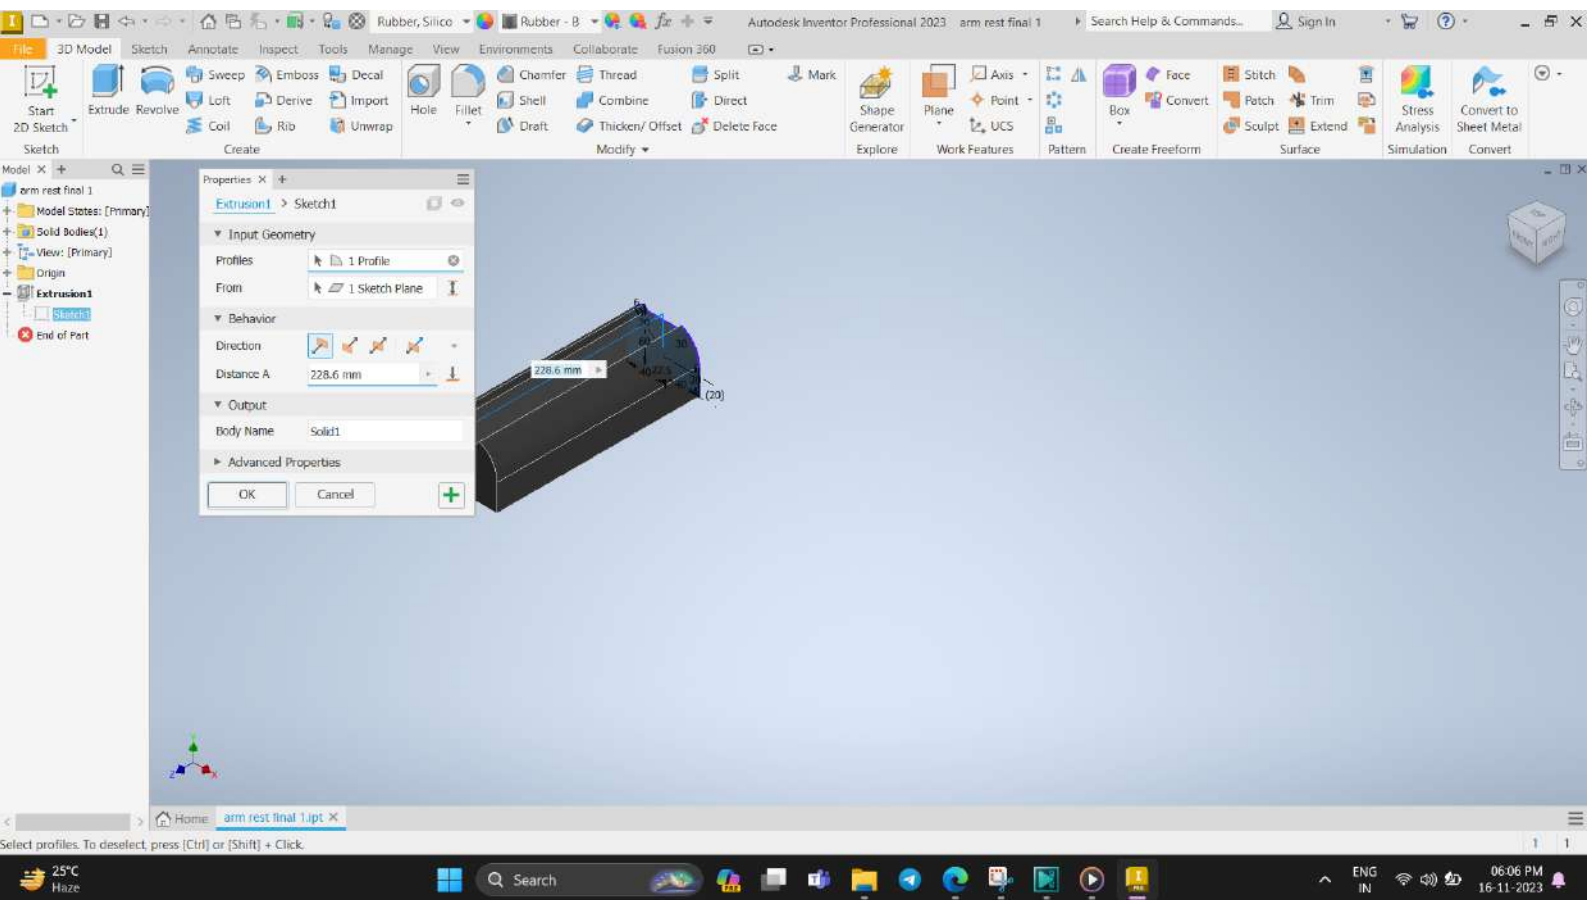 Rubber, Silico
Rubber - B
Autodesk Inventor Professional 2023 arm rest final 1
Search Help & Commands...
Sign In
File 3D Model Sketch Annotate Inspect Tools Manage View Environments Collaborate Fusion 360
Sweep Emboss Decal Chamfer Thread Split Mark Axis Face Stitch
Start 2D Sketch Extrude Revolve Loft Derive Import Hole Fillet Shell Combine Direct Shape Generator Plane Point Box Convert Patch Trim Stress Analysis Convert to Sheet Metal
Coil Rib Unwrap Draft Thicken/ Offset Delete Face UCS Sculpt Extend
Sketch Create Modify Explore Work Features Pattern Create Freeform Surface Simulation Convert
Model
Properties
arm rest final 1
Extrusion1 > Sketch1
Model States: [Primary]
Solid Bodies(1)
Input Geometry
View: [Primary]
Profiles 1 Profile
Origin
From 1 Sketch Plane
Extrusion1
Sketch1
Behavior
End of Part
Direction
Distance A 228.6 mm
228.6 mm
60
30
(20)
Output
Body Name Solid1
Advanced Properties
OK Cancel
Home arm rest final 1.ipt
Select profiles. To deselect, press [Ctrl] or [Shift] + Click.
1 1
25°C
Haze
Search
ENG
IN
06:06 PM
16-11-2023